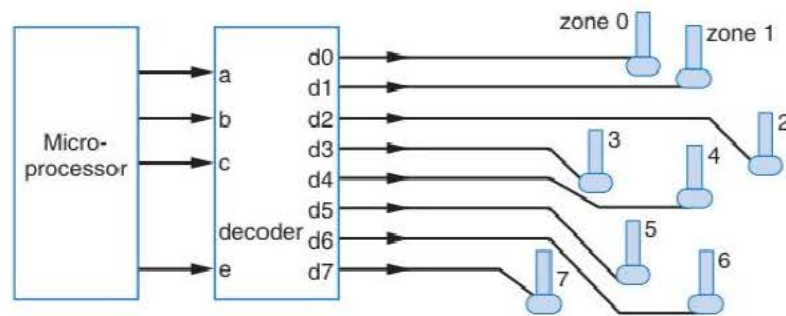 Micro-
processor
a
b
c
e
decoder
d0
d1
d2
d3
d4
d5
d6
d7
zone 0
zone 1
2
3
4
5
6
7